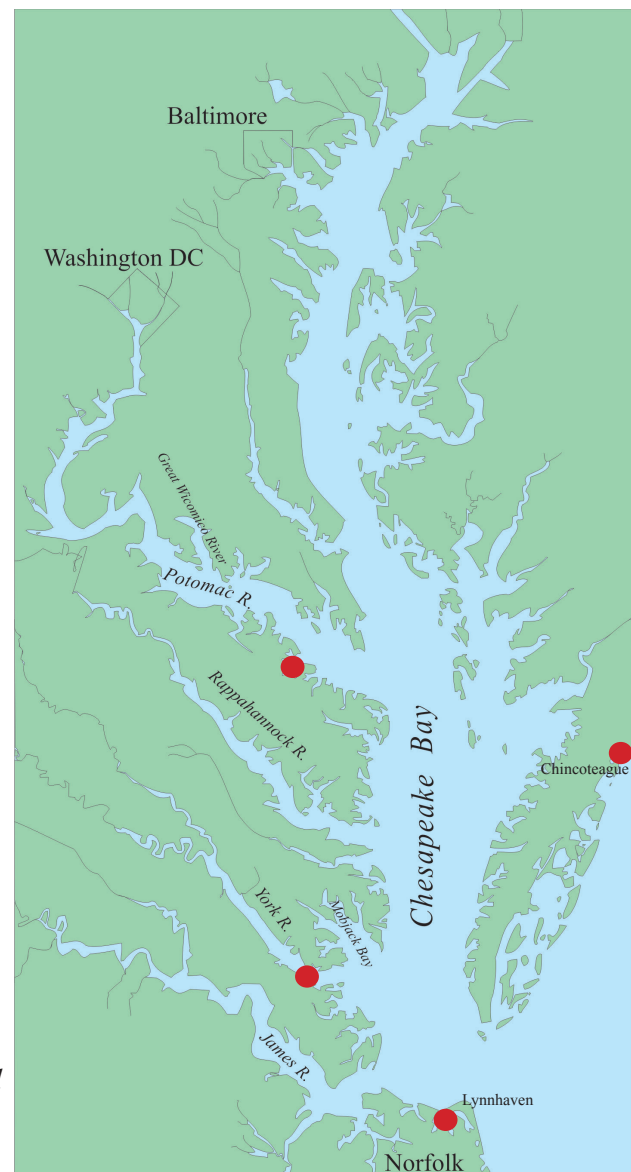 Baltimore
Washington DC
Great Wicomico River
Potomac R.
Rappahannock R.
Chesapeake Bay
Chincoteague
York R.
Mobjack Bay
James R.
Lynnhaven
Norfolk